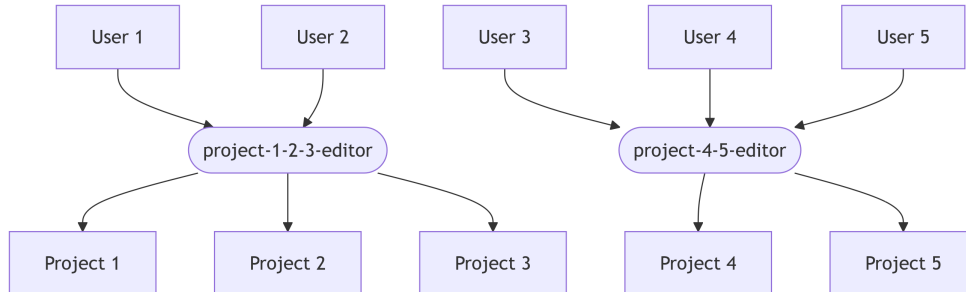 User 1
User 2
User 3
User 4
User 5
project-1-2-3-editor
project-4-5-editor
Project 1
Project 2
Project 3
Project 4
Project 5